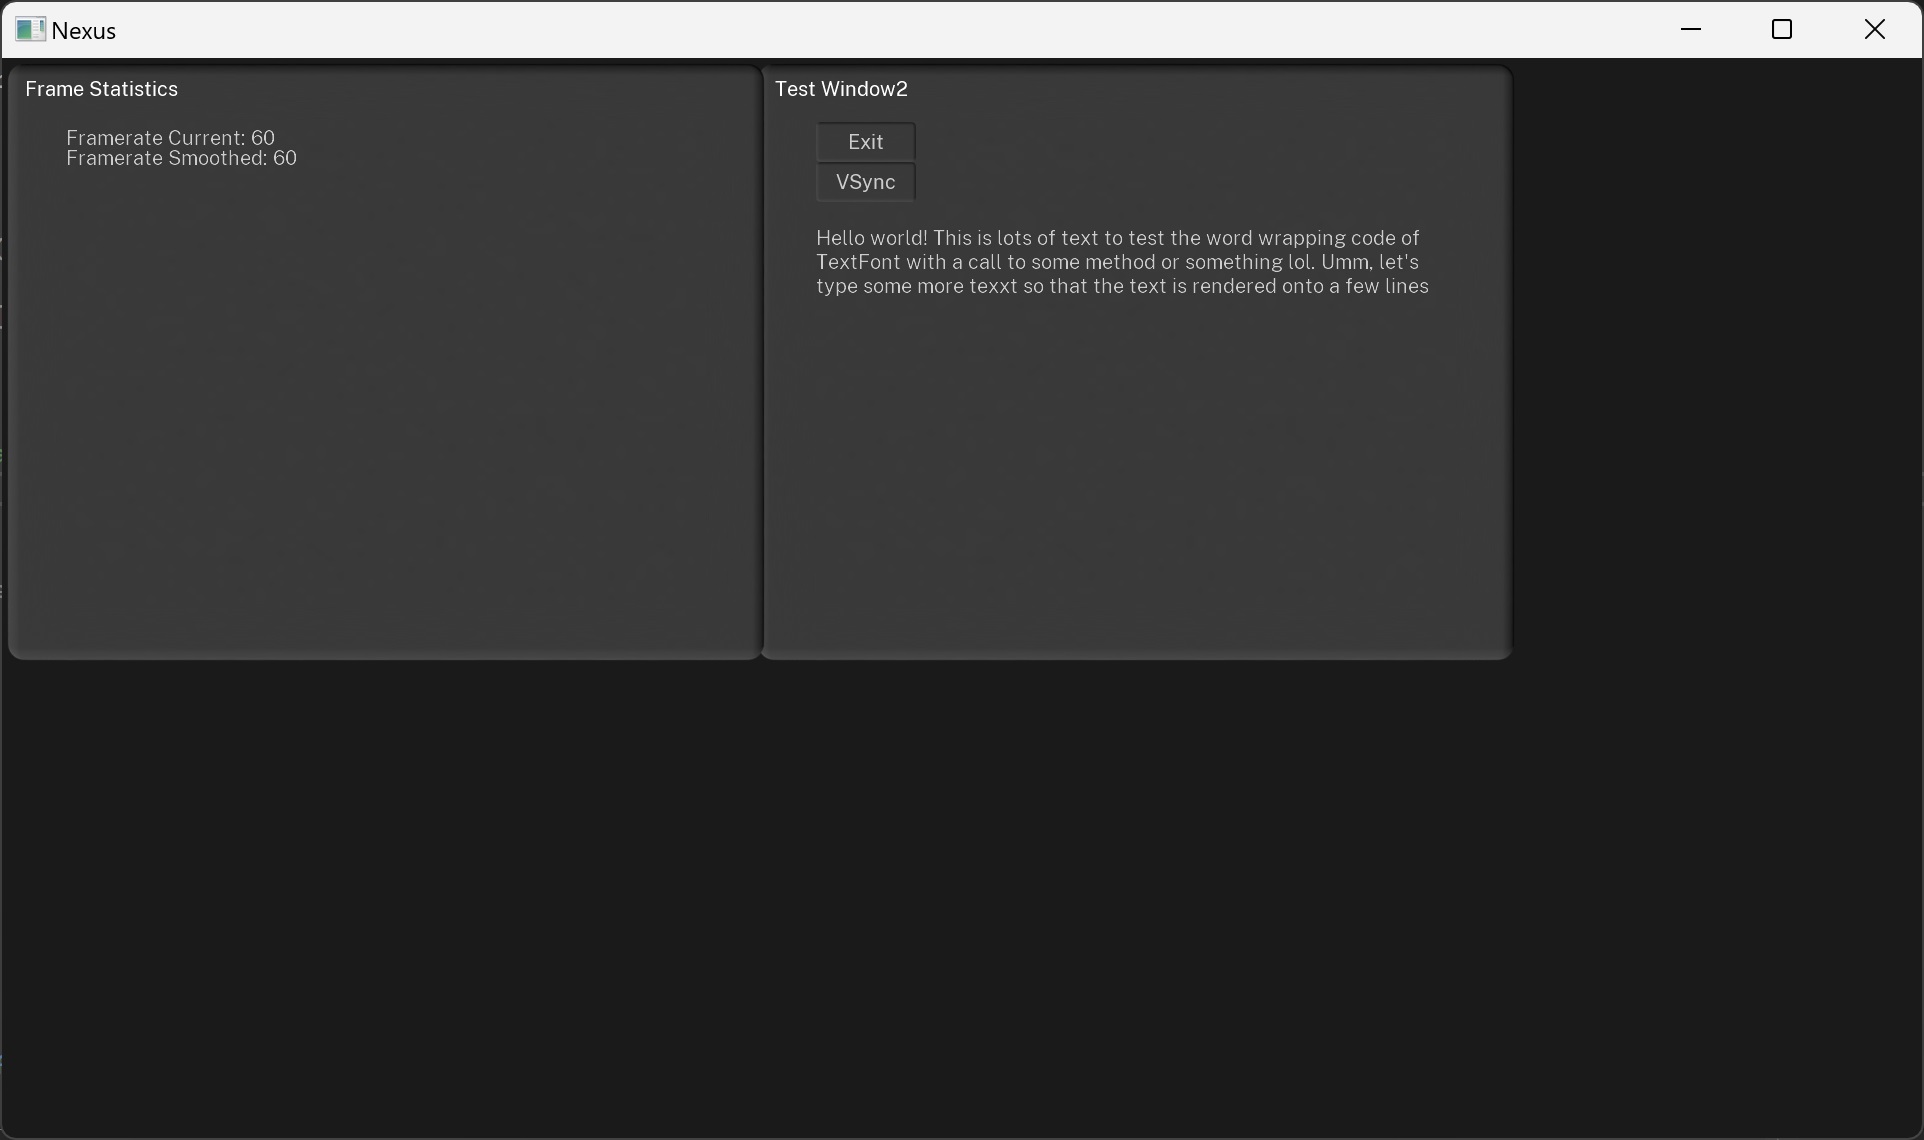 Nexus
Frame Statistics
Framerate Current: 60
Framerate Smoothed: 60
Test Window2
Exit
VSync
Hello world! This is lots of text to test the word wrapping code of
TextFont with a call to some method or something lol. Umm, let's
type some more texxt so that the text is rendered onto a few lines